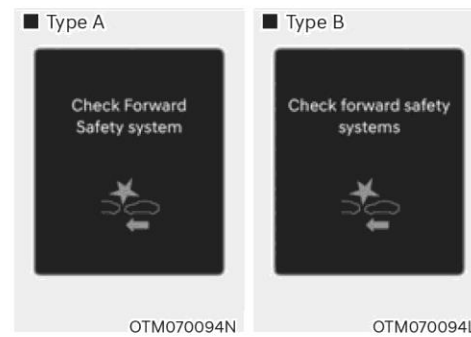 ■ Type A
Check Forward
Safety system
OTM070094N
■ Type B
Check forward safety
systems
OTM070094L